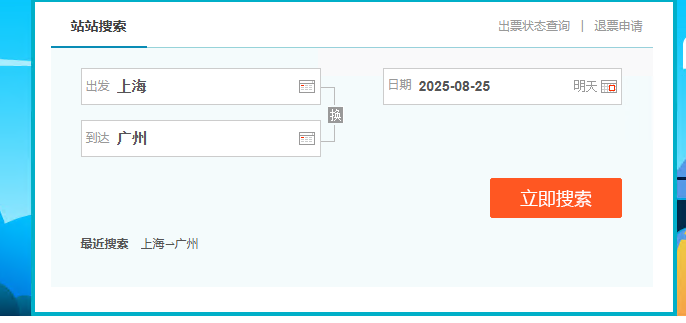 站站搜索 出票状态查询 | 退票申请
出发 上海 日期 2025-08-25 明天
换
到达 广州
立即搜索
最近搜索 上海⇀广州